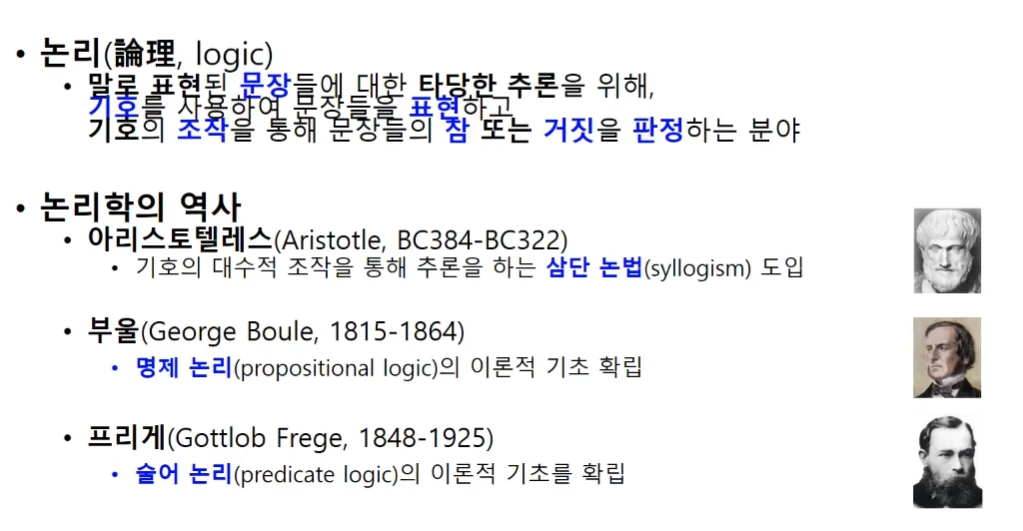 • 논리(論理, logic)
• 말로 표현된 문장들에 대한 타당한 추론을 위해,
기호를 사용하여 문장들을 표현하고
기호의 조작을 통해 문장들의 참 또는 거짓을 판정하는 분야
• 논리학의 역사
• 아리스토텔레스(Aristotle, BC384-BC322)
• 기호의 대수적 조작을 통해 추론을 하는 삼단 논법(syllogism) 도입
• 부울(George Boule, 1815-1864)
• 명제 논리(propositional logic)의 이론적 기초 확립
• 프리게(Gottlob Frege, 1848-1925)
• 술어 논리(predicate logic)의 이론적 기초를 확립